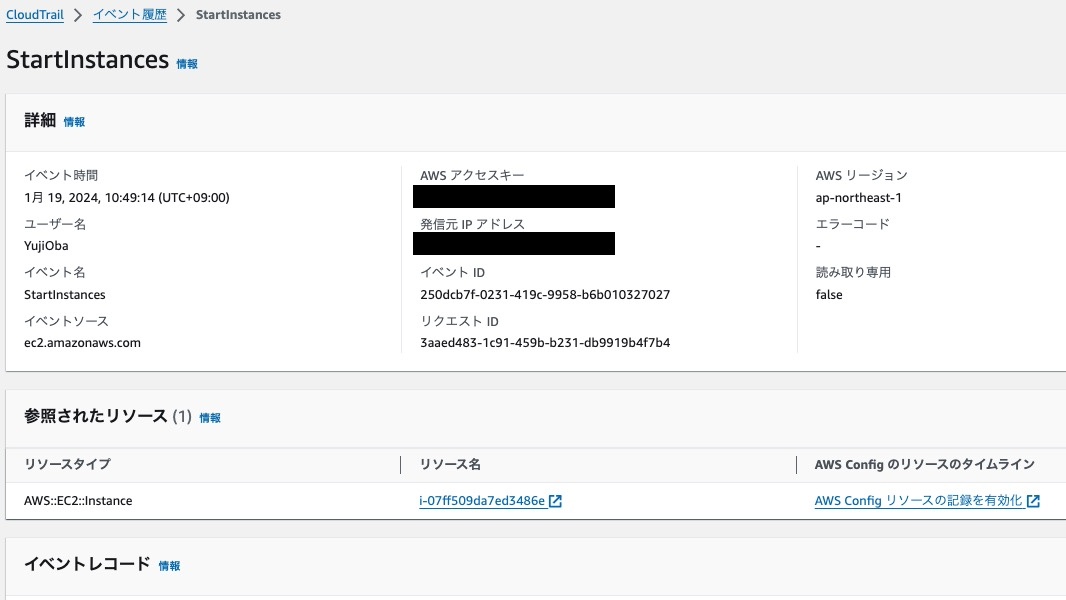 CloudTrail > イベント履歴 > StartInstances
StartInstances 情報
詳細 情報
イベント時間
1月 19, 2024, 10:49:14 (UTC+09:00)
ユーザー名
YujiOba
イベント名
StartInstances
イベントソース
ec2.amazonaws.com
AWS アクセスキー
発信元 IP アドレス
イベント ID
250dcb7f-0231-419c-9958-b6b010327027
リクエスト ID
3aaed483-1c91-459b-b231-db9919b4f7b4
AWS リージョン
ap-northeast-1
エラーコード
-
読み取り専用
false
参照されたリソース (1) 情報
リソースタイプ リソース名 AWS Config のリソースのタイムライン
AWS::EC2::Instance i-07ff509da7ed3486e AWS Config リソースの記録を有効化
イベントレコード 情報